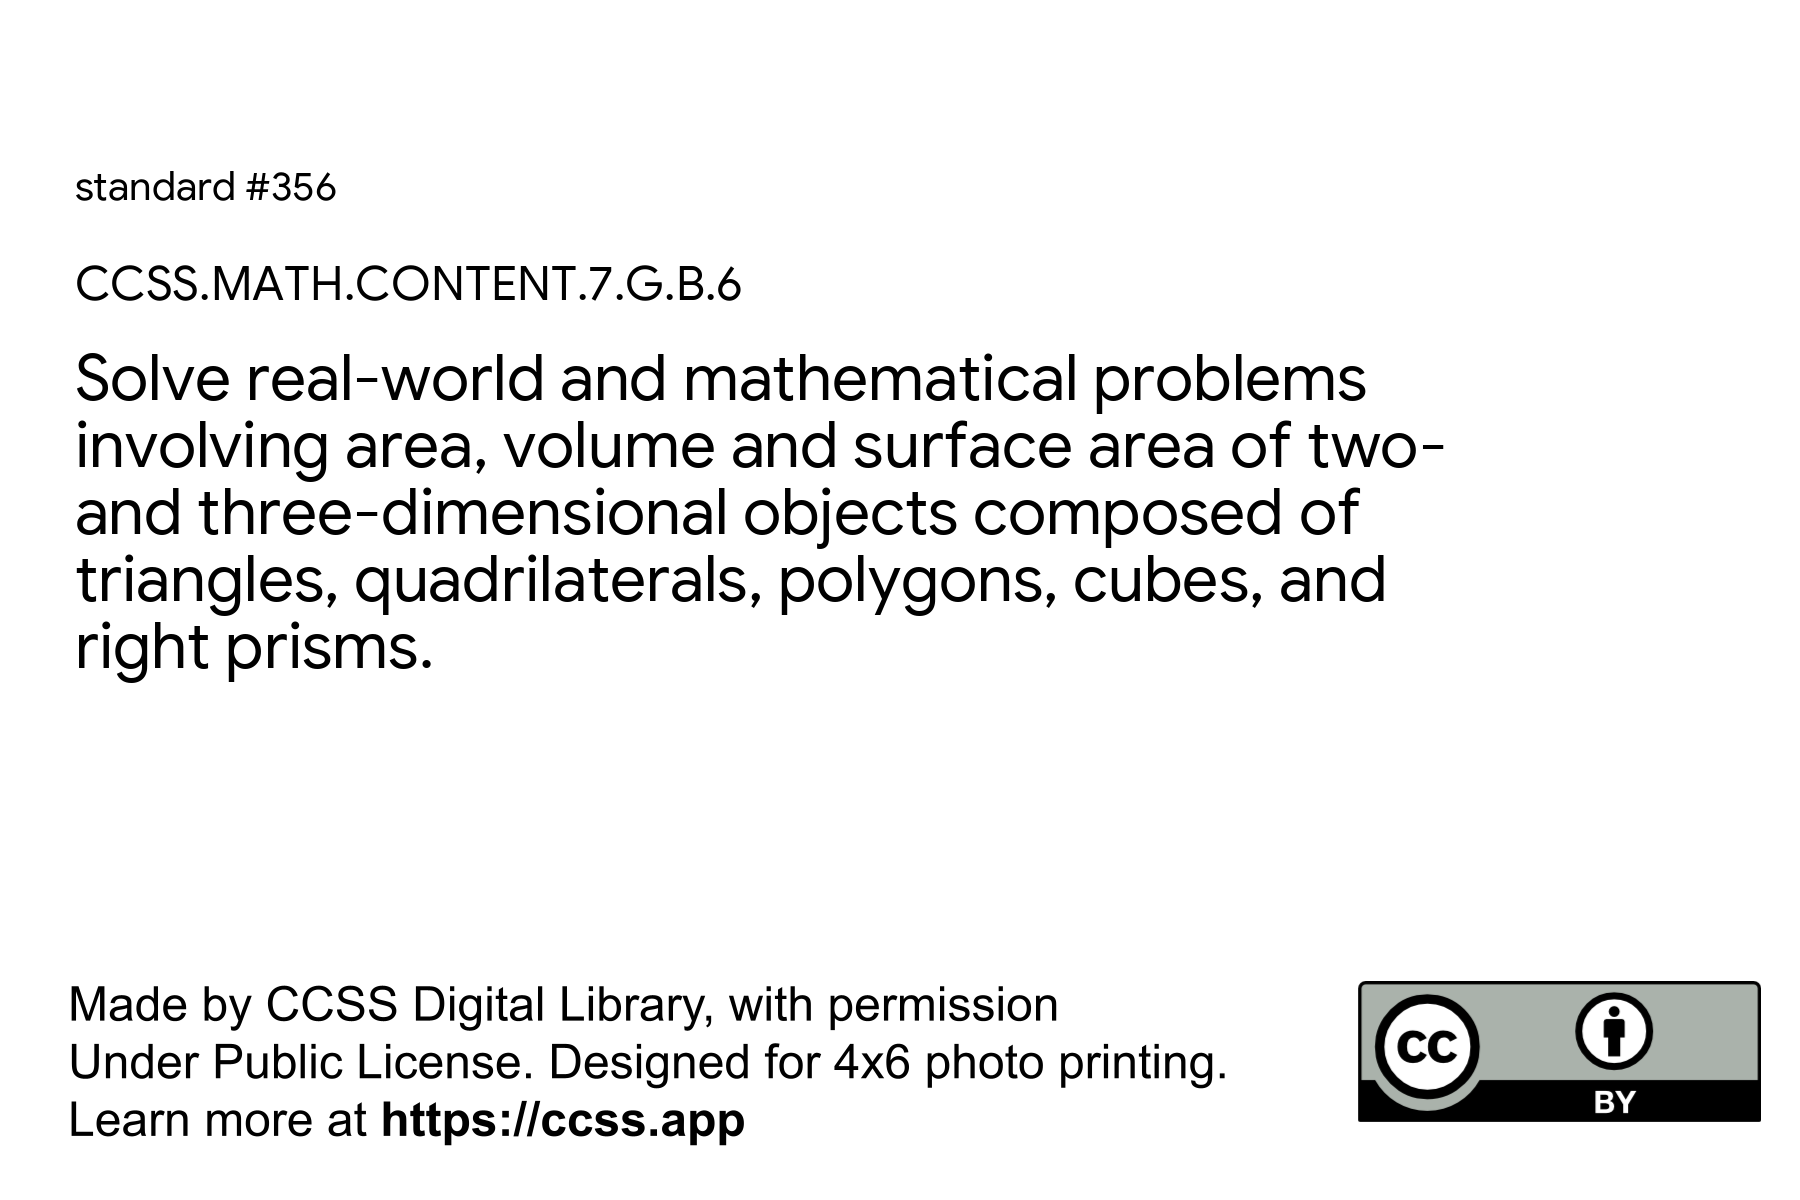 standard #356
CCSS.MATH.CONTENT.7.G.B.6
Solve real-world and mathematical problems
involving area, volume and surface area of two-
and three-dimensional objects composed of
triangles, quadrilaterals, polygons, cubes, and
right prisms.
Made by CCSS Digital Library, with permission
Under Public License. Designed for 4x6 photo printing.
Learn more at https://ccss.app
CC
BY